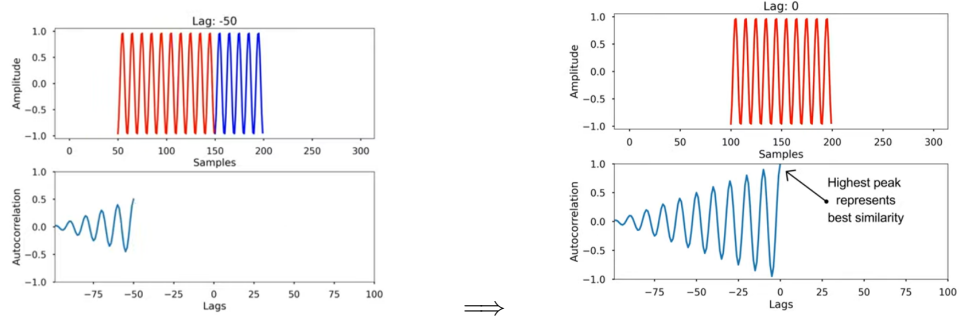 Lag: -50
1.0
0.5
0.0
−0.5
−1.0
Amplitude
0 50 100 150 200 250 300
Samples
1.0
0.5
0.0
−0.5
−1.0
Autocorrelation
−75 −50 −25 0 25 50 75 100
Lags
⇒
Lag: 0
1.0
0.5
0.0
−0.5
−1.0
Amplitude
0 50 100 150 200 250 300
Samples
1.0
0.5
0.0
−0.5
−1.0
Autocorrelation
Highest peak
represents
best similarity
−75 −50 −25 0 25 50 75 100
Lags